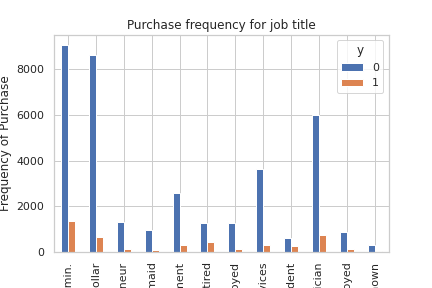 Purchase frequency for job title
Frequency of Purchase
8000
6000
4000
2000
0
y
0
1
min.
ollar
neur
maid
ment
tired
oyed
vices
dent
ician
oyed
own